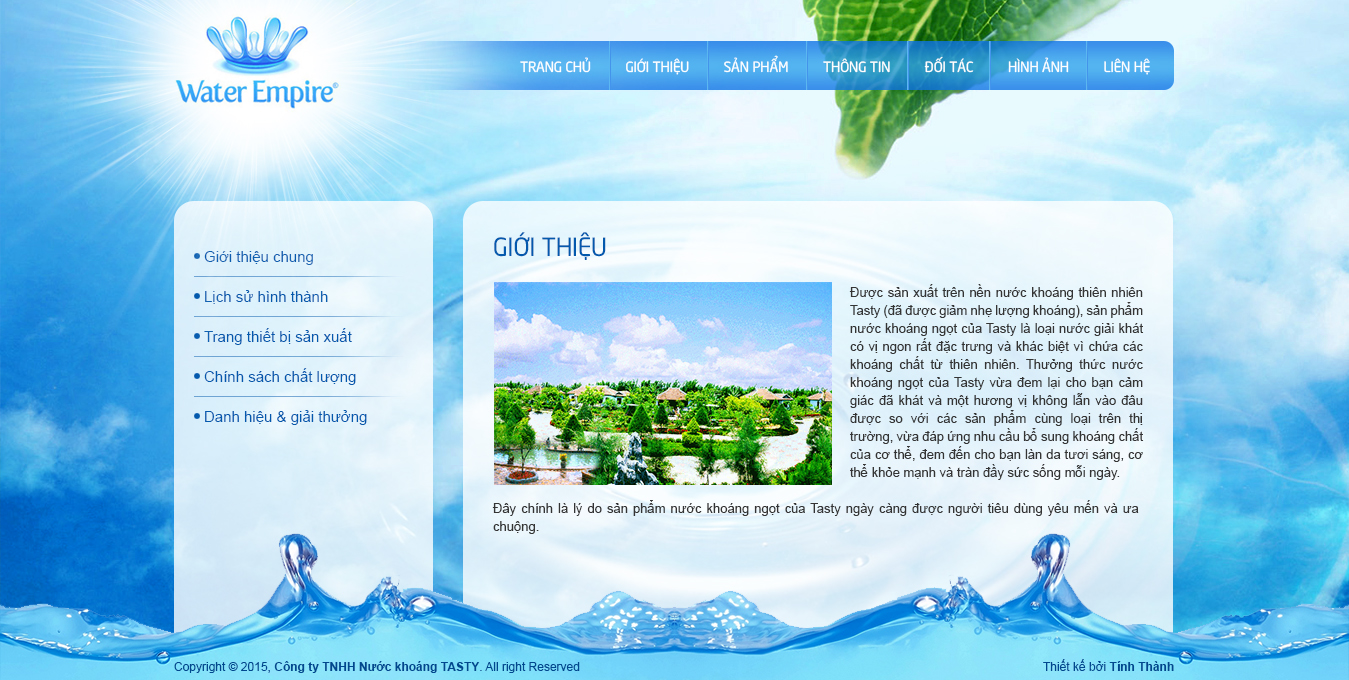 Water Empire®
TRANG CHỦ
GIỚI THIỆU
SẢN PHẨM
THÔNG TIN
ĐỐI TÁC
HÌNH ẢNH
LIÊN HỆ
Giới thiệu chung
Lịch sử hình thành
Trang thiết bị sản xuất
Chính sách chất lượng
Danh hiệu & giải thưởng
GIỚI THIỆU
Được sản xuất trên nền nước khoáng thiên nhiên
Tasty (đã được giảm nhẹ lượng khoáng), sản phẩm
nước khoáng ngọt của Tasty là loại nước giải khát
có vị ngon rất đặc trưng và khác biệt vì chứa các
khoáng chất từ thiên nhiên. Thưởng thức nước
khoáng ngọt của Tasty vừa đem lại cho bạn cảm
giác đã khát và một hương vị không lẫn vào đâu
được so với các sản phẩm cùng loại trên thị
trường, vừa đáp ứng nhu cầu bổ sung khoáng chất
của cơ thể, đem đến cho bạn làn da tươi sáng, cơ
thể khỏe mạnh và tràn đầy sức sống mỗi ngày.
Đây chính là lý do sản phẩm nước khoáng ngọt của Tasty ngày càng được người tiêu dùng yêu mến và ưa
chuộng.
Copyright © 2015, Công ty TNHH Nước khoáng TASTY. All right Reserved
Thiết kế bởi Tính Thành